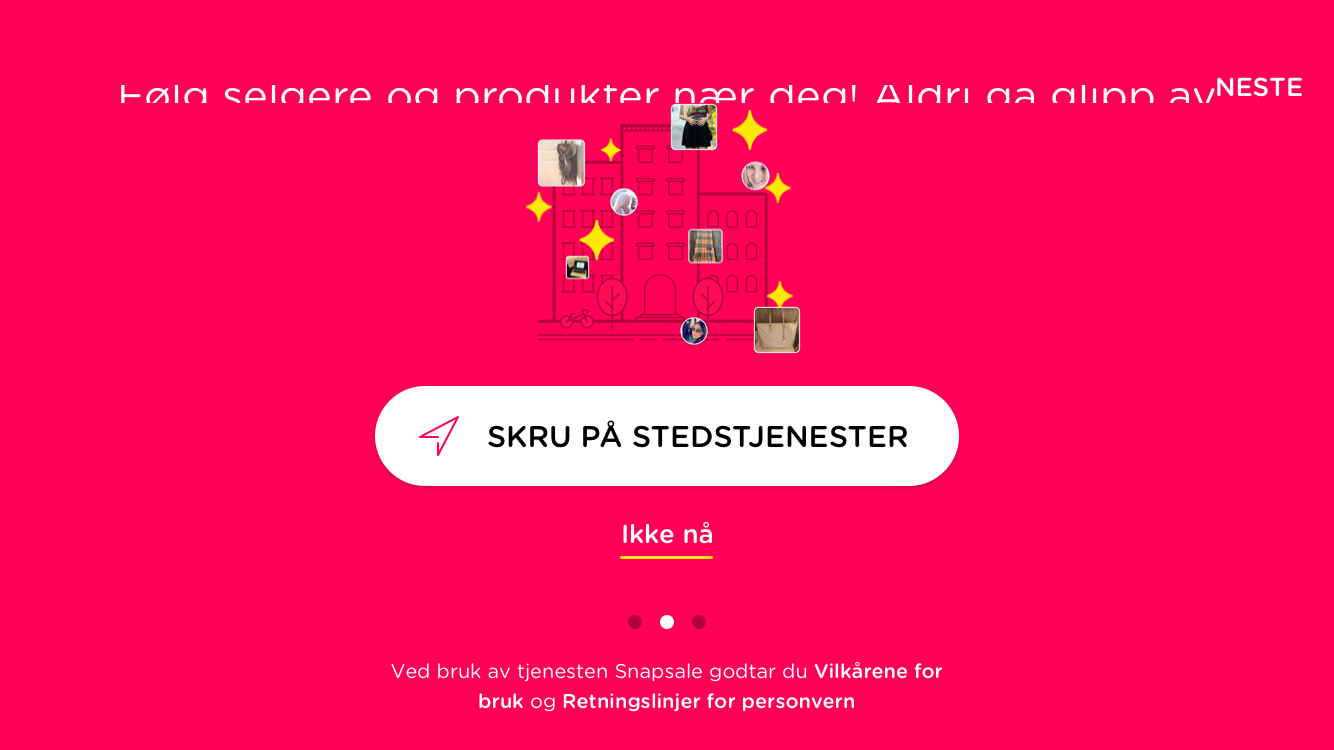 Følg selgere og produkter nær deg! Aldri gå glipp av
NESTE
SKRU PÅ STEDSTJENESTER
Ikke nå
Ved bruk av tjenesten Snapsale godtar du Vilkårene for
bruk og Retningslinjer for personvern